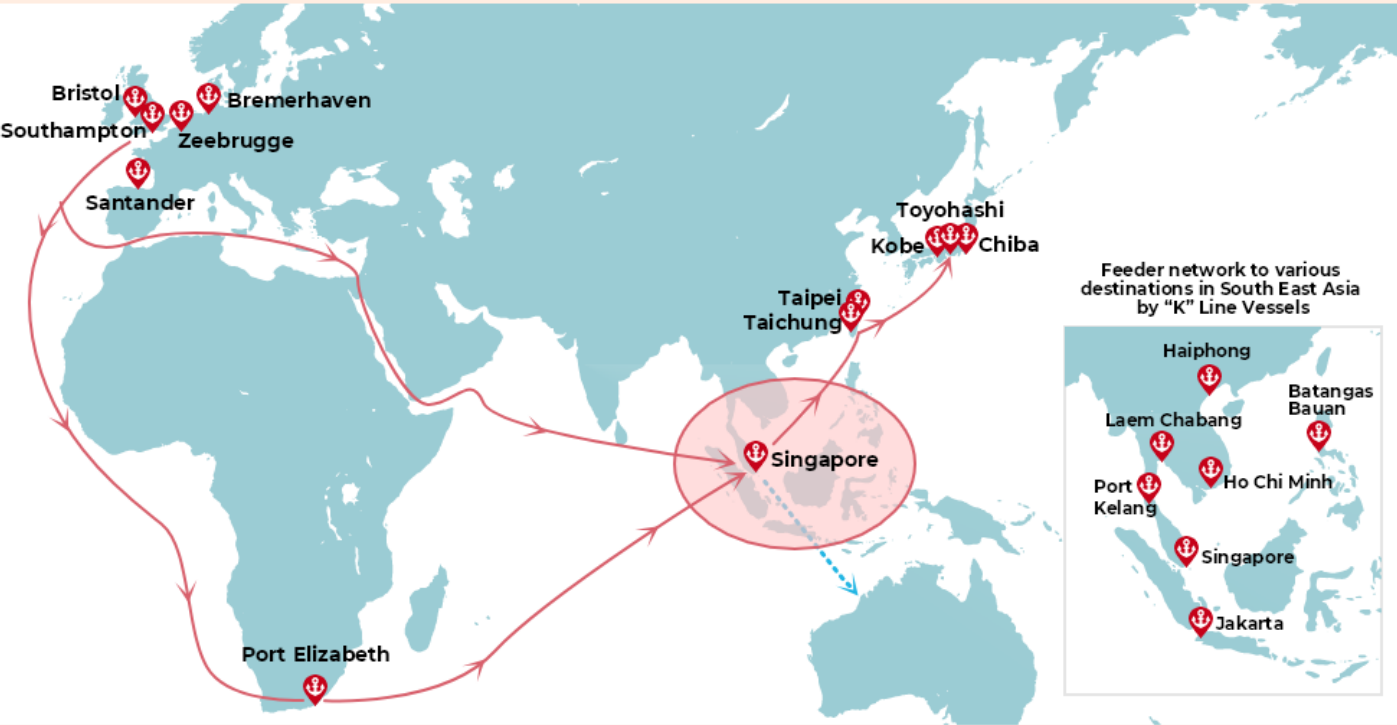 Bristol
Bremerhaven
Southampton
Zeebrugge
Santander
Toyohashi
Kobe
Chiba
Taipei
Taichung
Singapore
Port Elizabeth
Feeder network to various
destinations in South East Asia
by “K” Line Vessels
Haiphong
Batangas
Bauan
Laem Chabang
Ho Chi Minh
Port
Kelang
Singapore
Jakarta